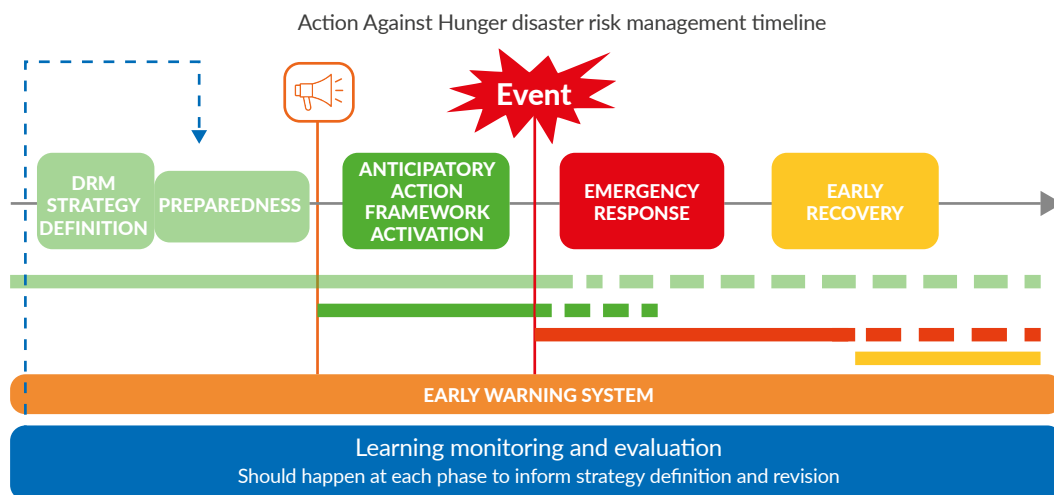 Action Against Hunger disaster risk management timeline
Event
DRM
STRATEGY
DEFINITION
PREPAREDNESS
ANTICIPATORY
ACTION
FRAMEWORK
ACTIVATION
EMERGENCY
RESPONSE
EARLY
RECOVERY
EARLY WARNING SYSTEM
Learning monitoring and evaluation
Should happen at each phase to inform strategy definition and revision